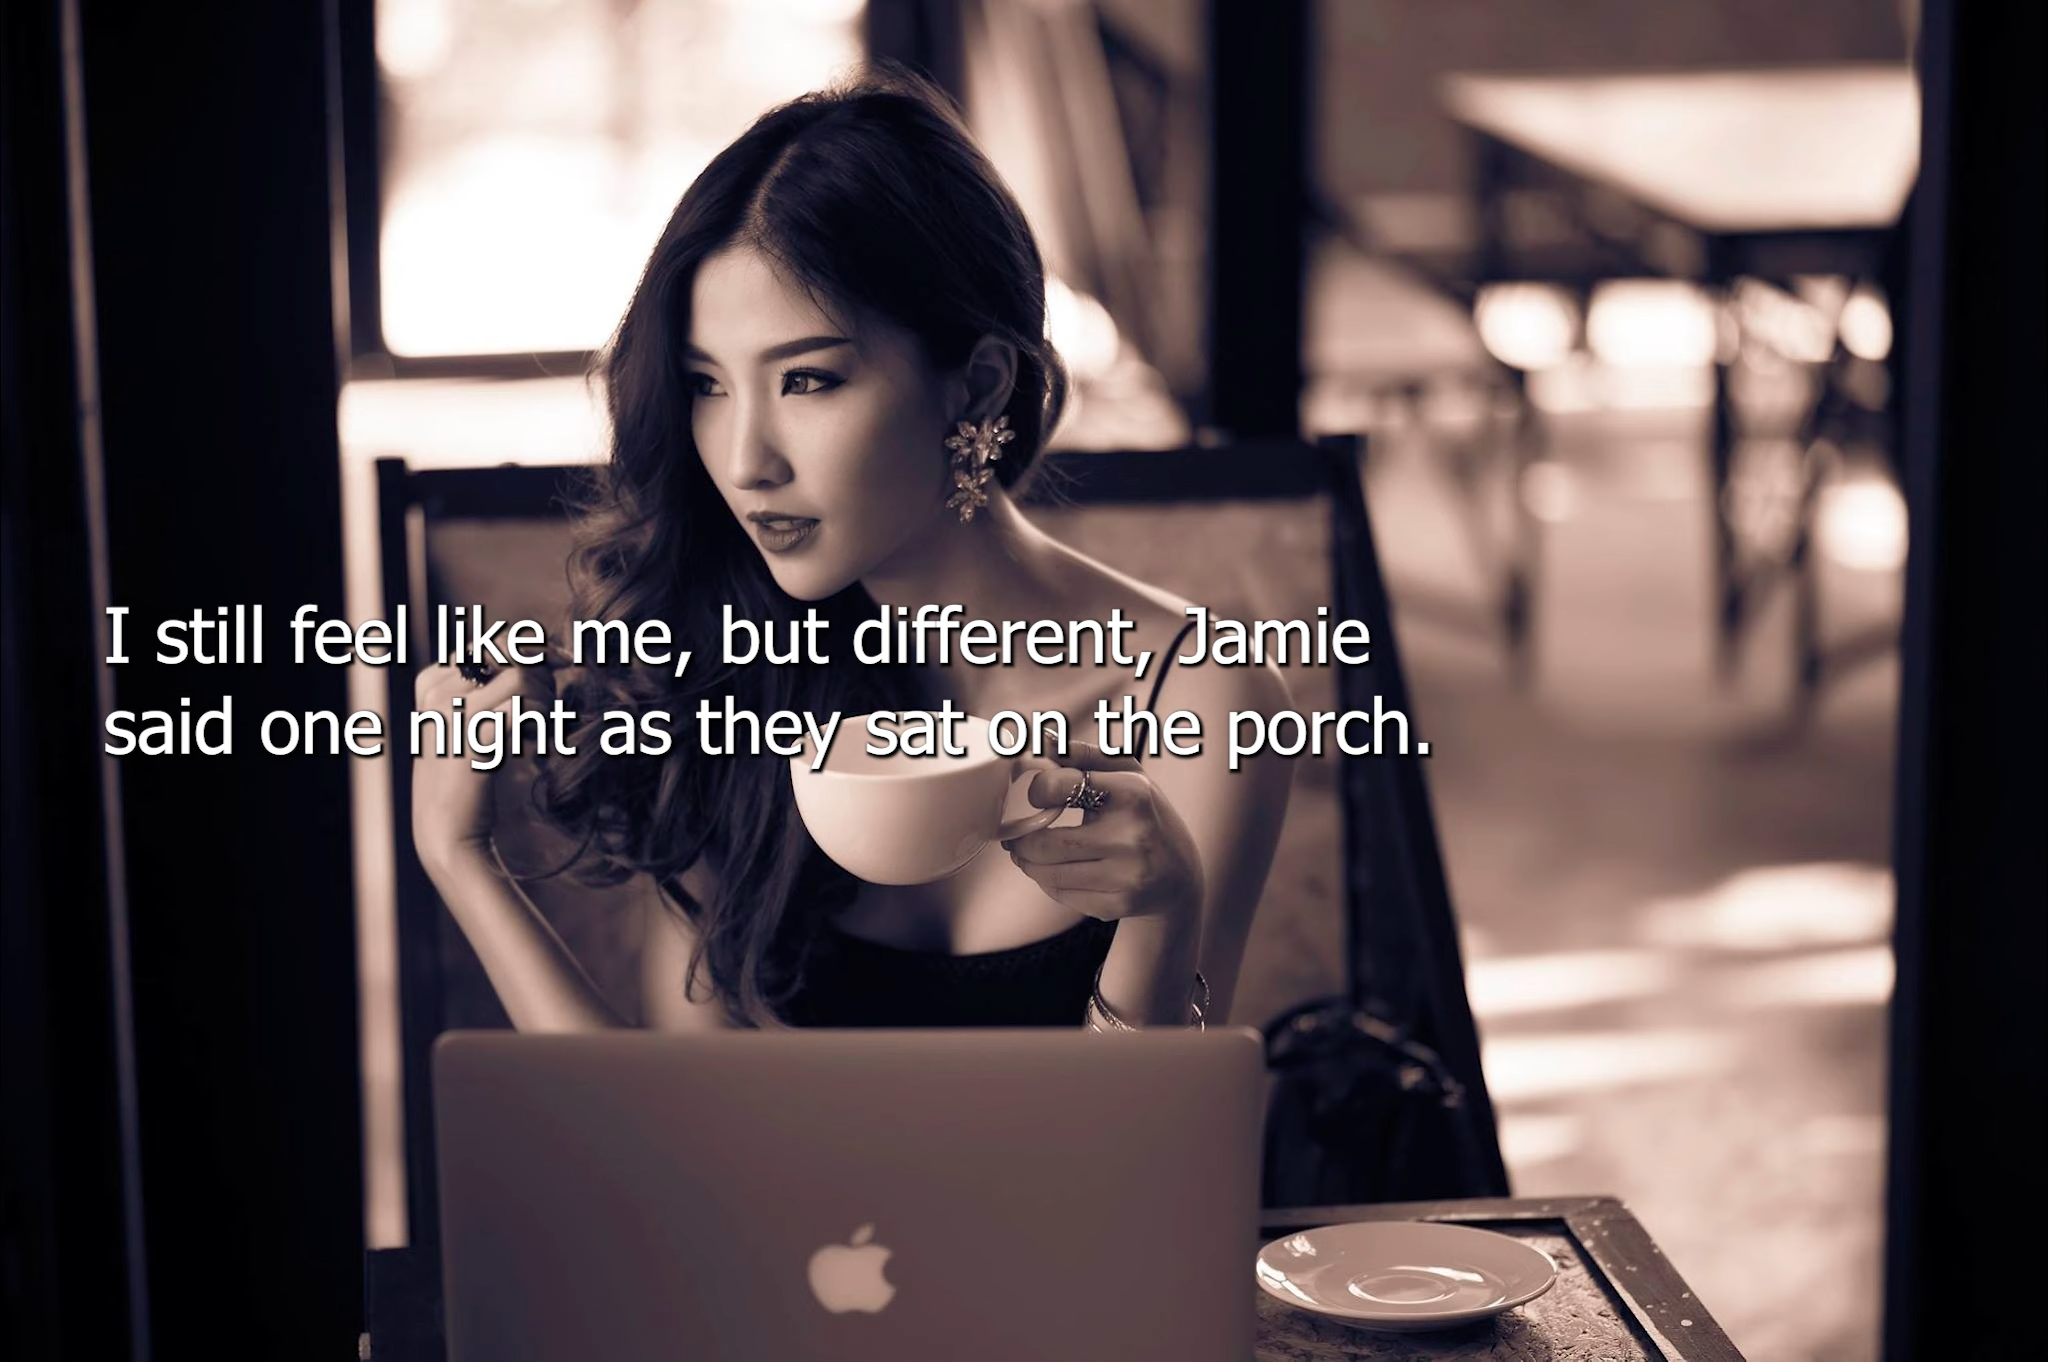 I still feel like me, but different, Jamie
said one night as they sat on the porch.